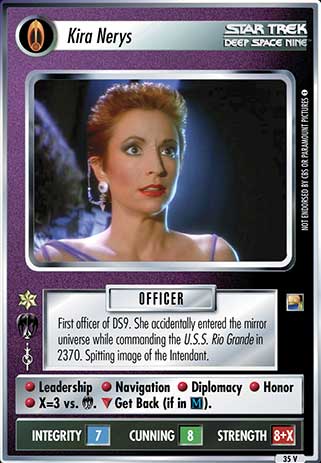 Kira Nerys
STAR TREK
DEEP SPACE NINE
NOT ENDORSED BY CBS OR PARAMOUNT PICTURES
OFFICER
First officer of DS9. She accidentally entered the mirror
universe while commanding the U.S.S. Rio Grande in
2370. Spitting image of the Intendant.
Leadership Navigation Diplomacy Honor
X=3 vs. . Get Back (if in M).
INTEGRITY 7 CUNNING 8 STRENGTH 8+X
35 V